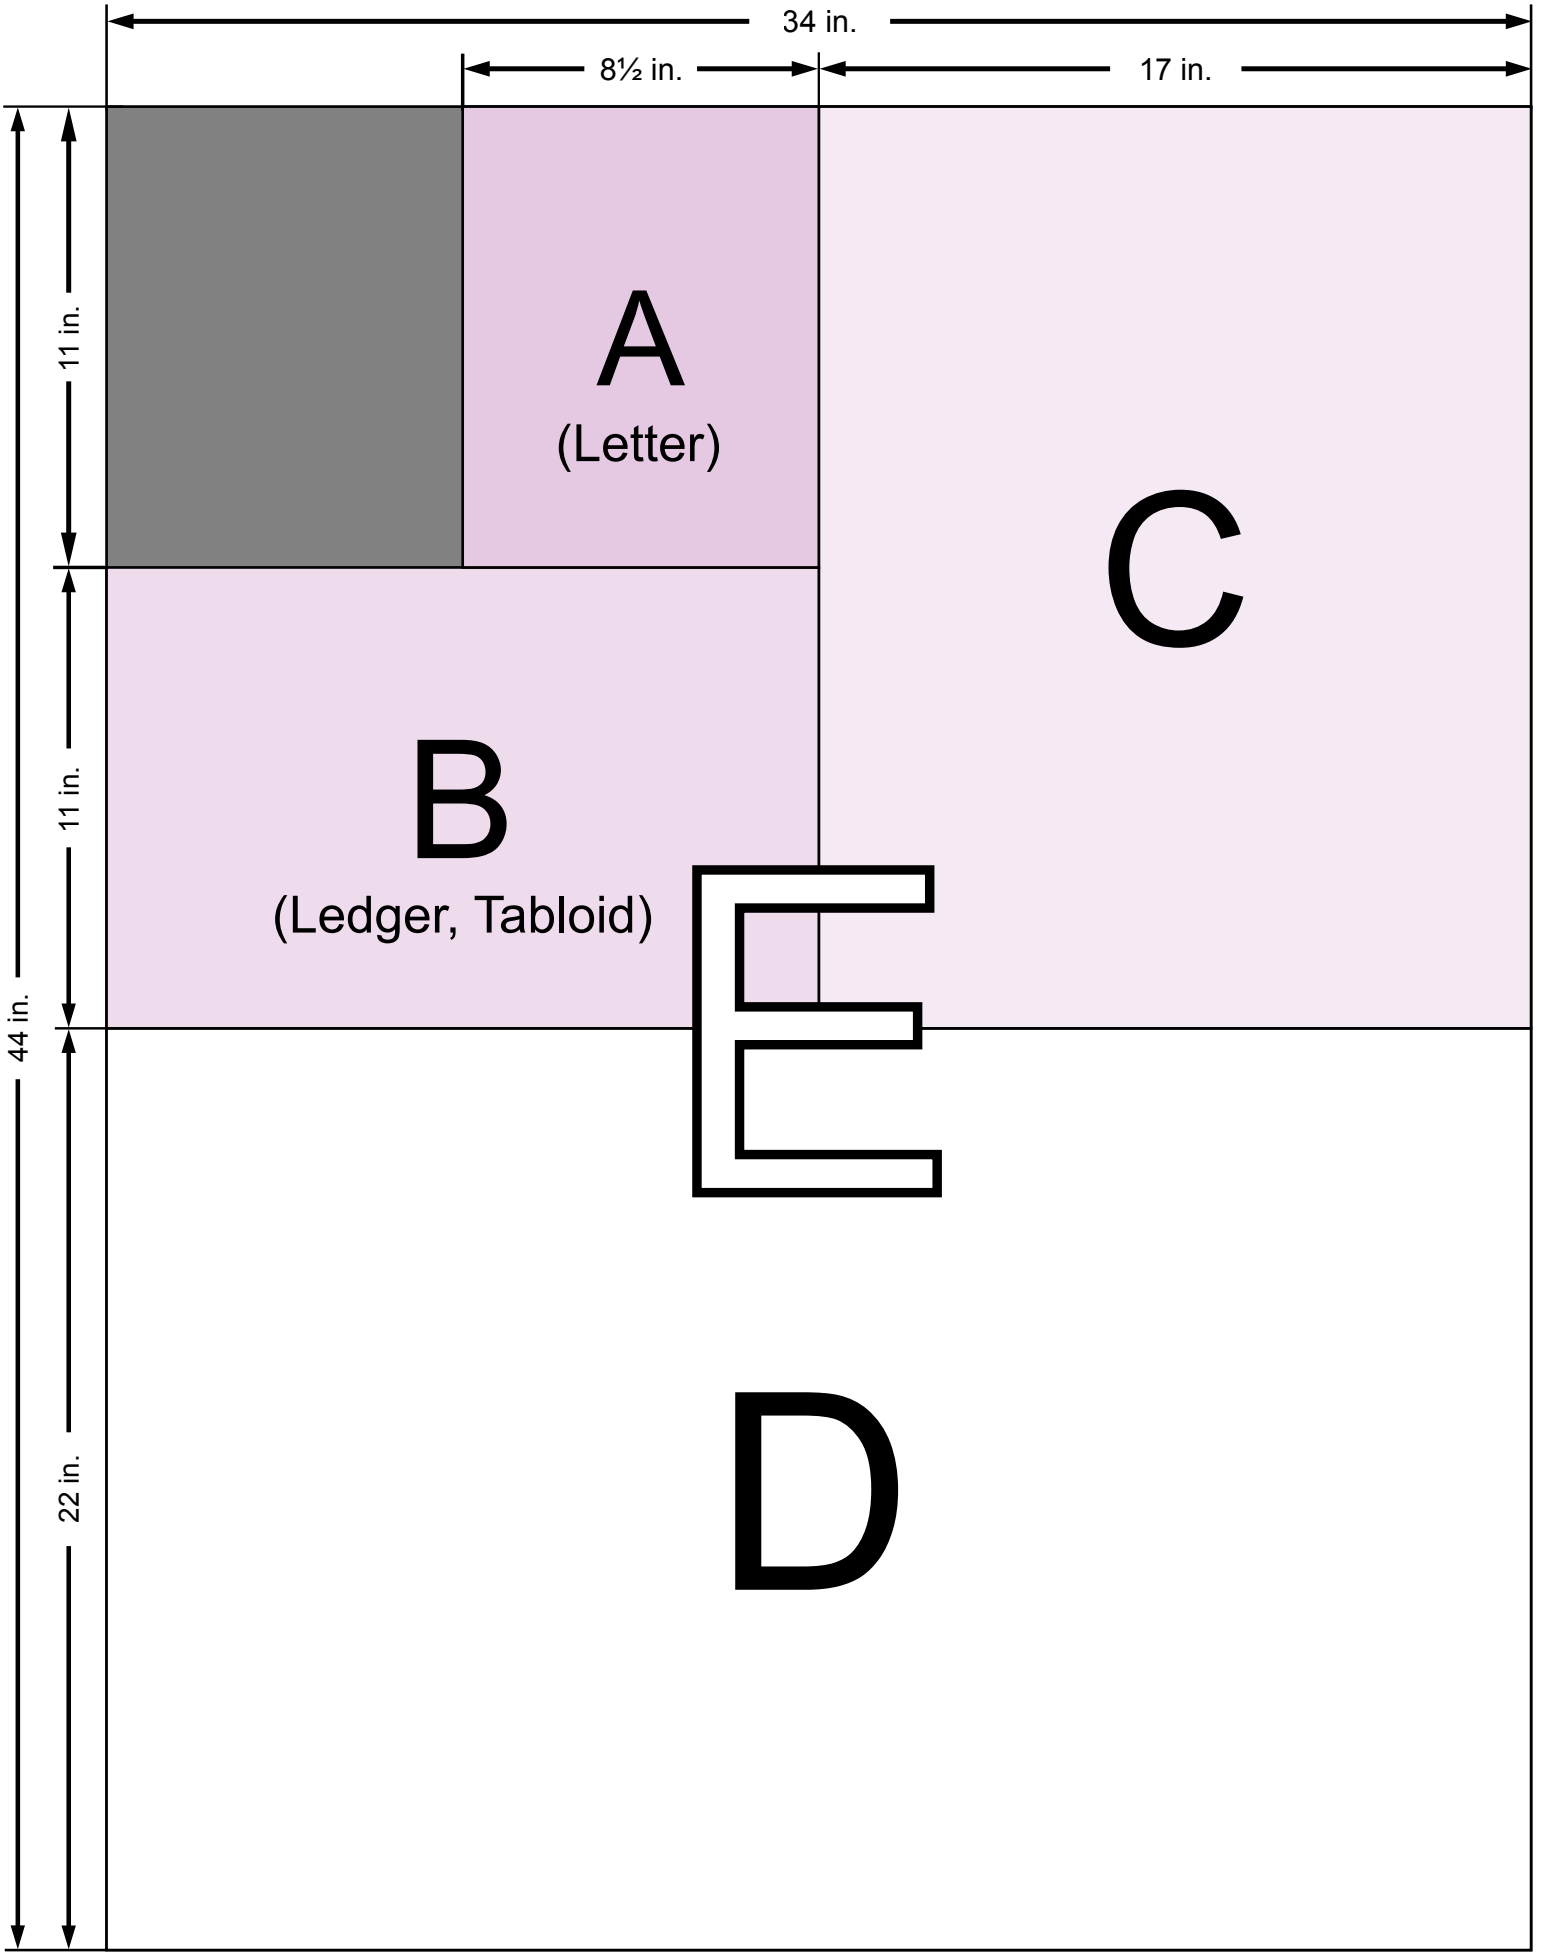 34 in.
8½ in.
17 in.
11 in.
A
(Letter)
C
11 in.
B
(Ledger, Tabloid)
E
44 in.
D
22 in.